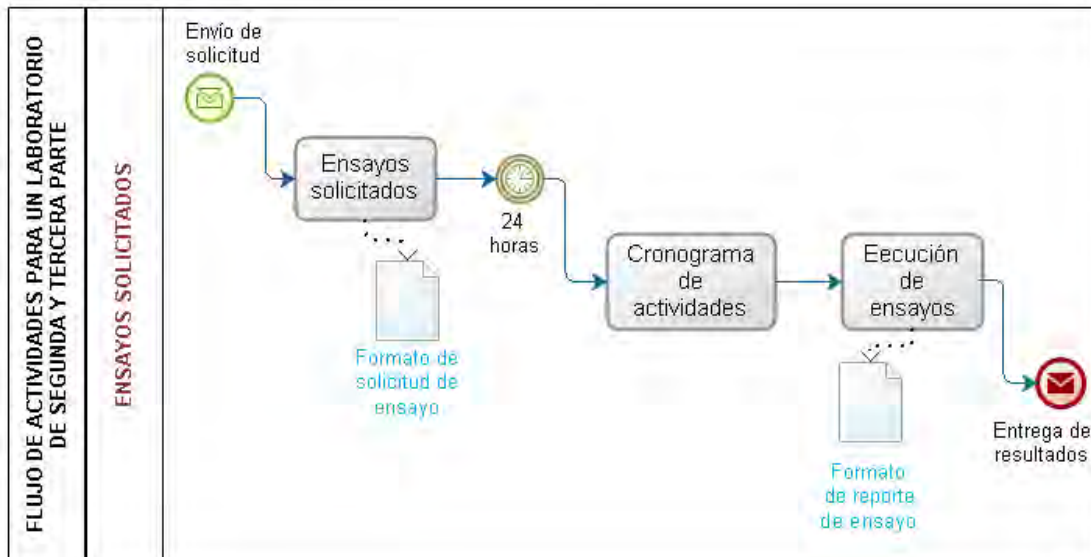 FLUJO DE ACTIVIDADES PARA UN LABORATORIO
DE SEGUNDA Y TERCERA PARTE
ENSAYOS SOLICITADOS
Envío de
solicitud
Ensayos
solicitados
24
horas
Formato de
solicitud de
ensayo
Cronograma
de
actividades
Eecución
de
ensayos
Formato
de reporte
de ensayo
Entrega de
resultados